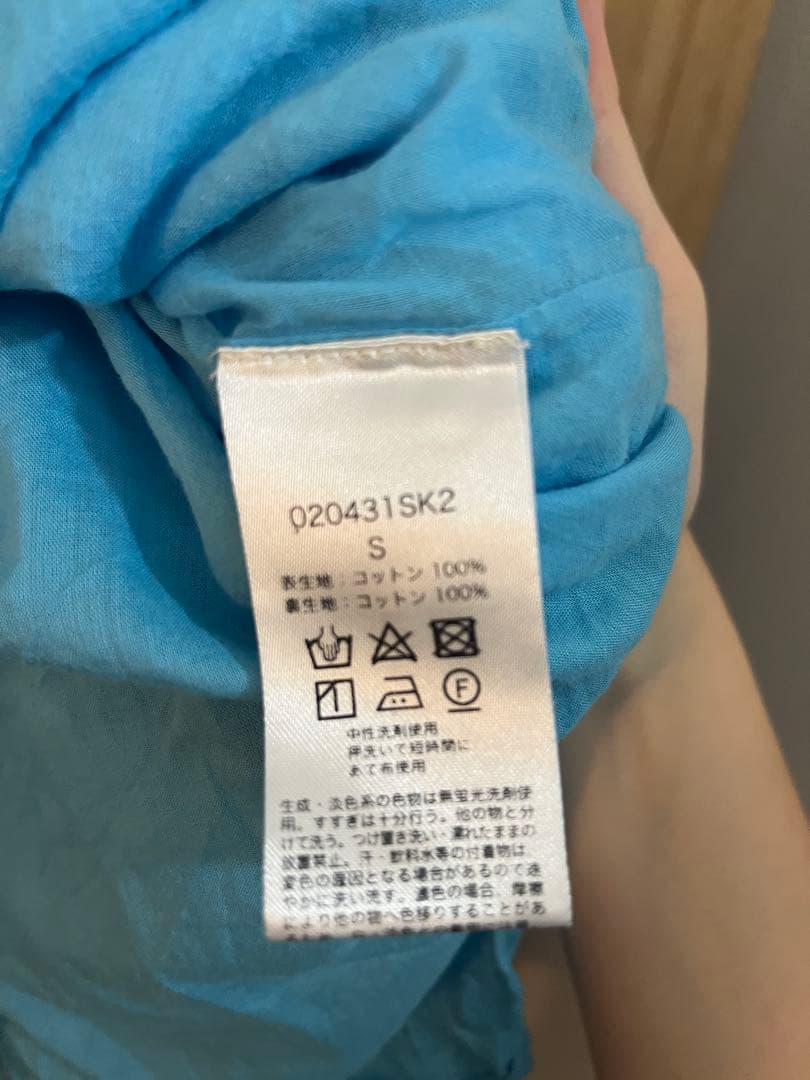 020431SK2
S
表生地：コットン 100%
裏生地：コットン 100%
F
中性洗剤使用
押洗いで短時間に
あて布使用
生成・淡色系の色物は無蛍光洗剤使
用。すすぎは十分行う。他の物と分
けて洗う。つけ置き洗い・濡れたままの
放置禁止。汗・飲料水等の付着物は、
変色の原因となる場合があるので速
やかに洗い流す。濃色の場合、摩擦
により他の物へ色移りすることがあ